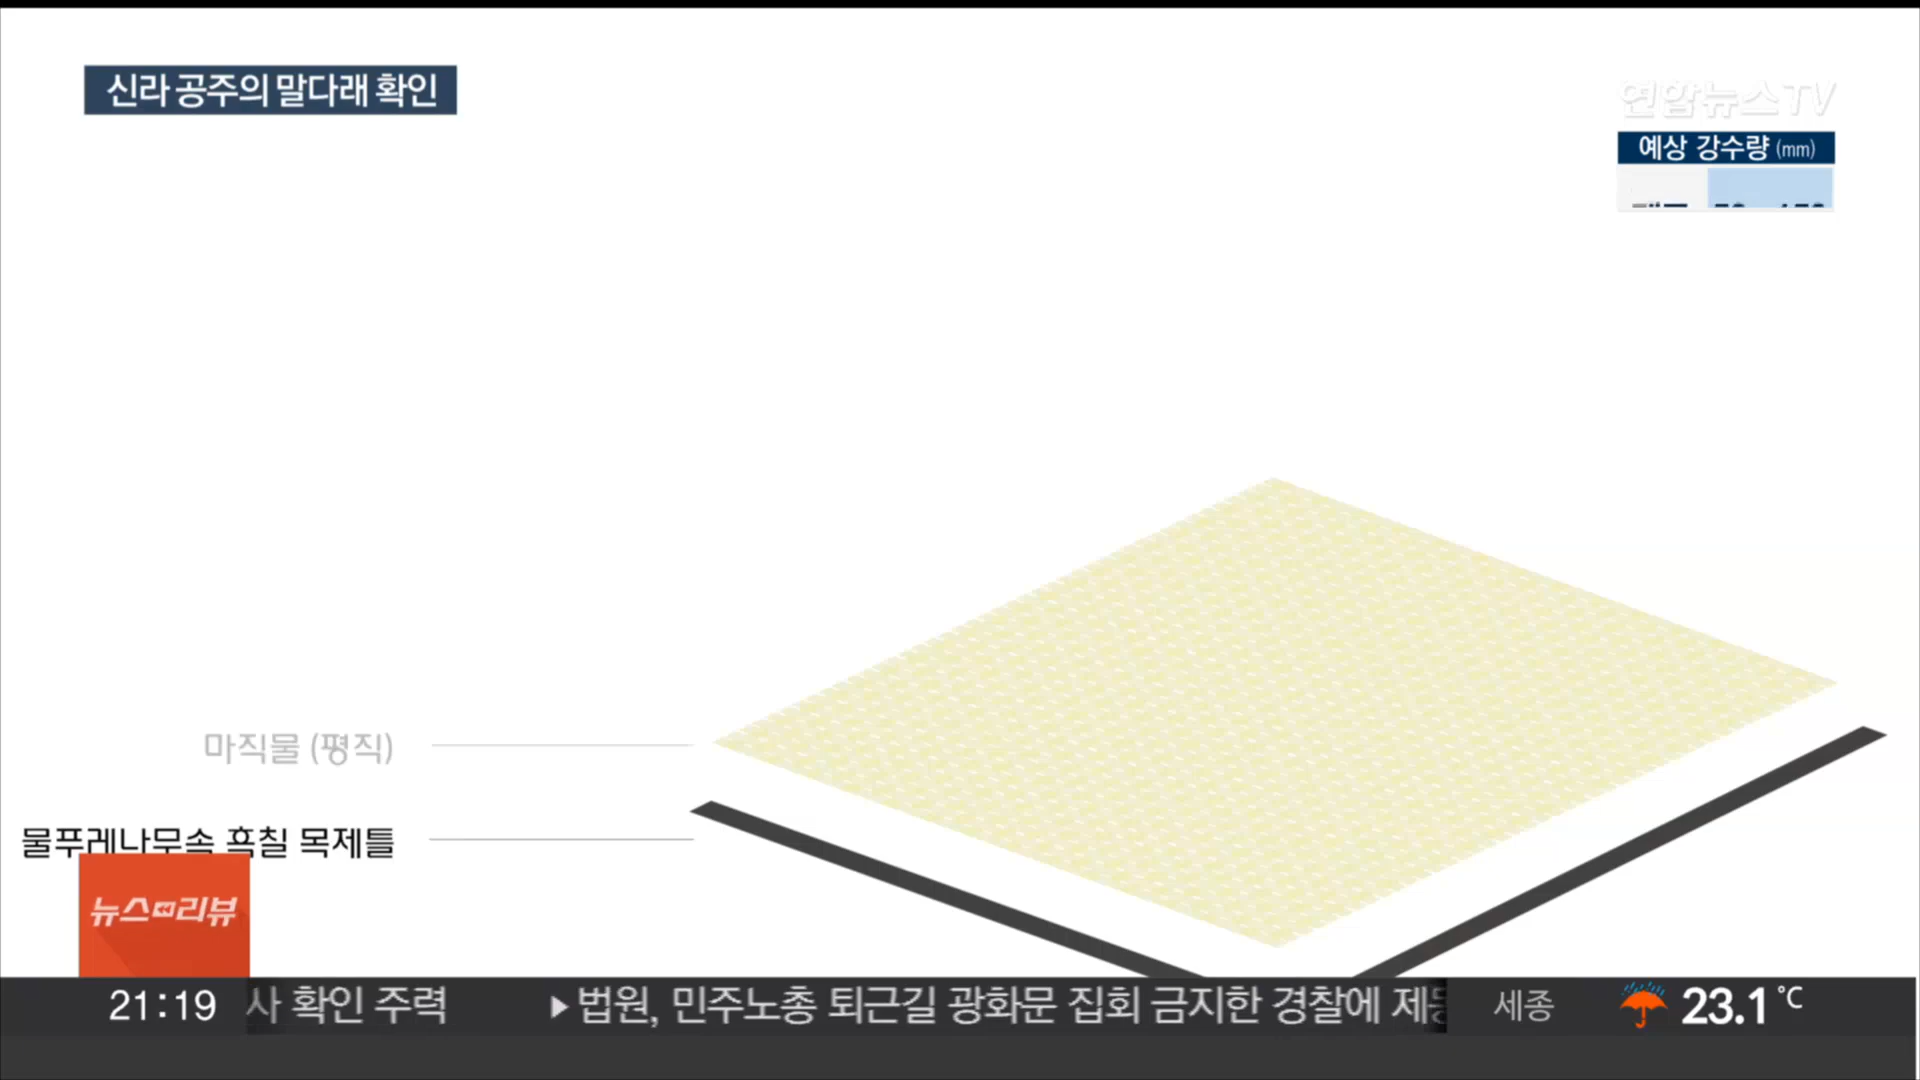 신라 공주의 말다래 확인
연합뉴스TV
예상 강수량 (mm)
마직물 (평직)
물푸레나무속 흑칠 목제틀
뉴스리뷰
21:19 사 확인 주력 ▶법원, 민주노총 퇴근길 광화문 집회 금지한 경찰에 세종 23.1 ℃